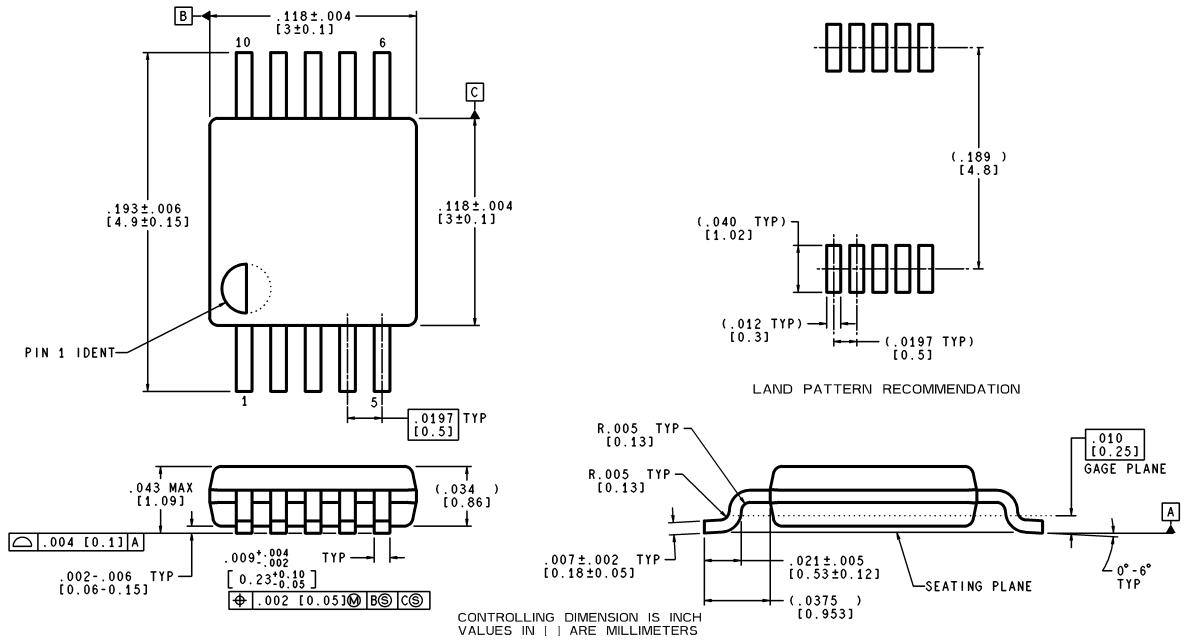 B
.118±.004
[3±0.1]
10
6
C
.193±.006
[4.9±0.15]
.118±.004
[3±0.1]
PIN 1 IDENT
1
5
.0197 TYP
[0.5]
(.189 )
[4.8]
(.040 TYP)
[1.02]
(.012 TYP)
[0.3]
(.0197 TYP)
[0.5]
LAND PATTERN RECOMMENDATION
.043 MAX
[1.09]
(.034 )
[0.86]
⌓ .004 [0.1] A
.002-.006 TYP
[0.06-0.15]
.009+.004-.002 TYP
[0.23+0.10-0.05]
⌖ .002 [0.05]Ⓜ BⓈ CⓈ
R.005 TYP
[0.13]
R.005 TYP
[0.13]
.010
[0.25]
GAGE PLANE
A
.007±.002 TYP
[0.18±0.05]
.021±.005
[0.53±0.12]
(.0375 )
[0.953]
SEATING PLANE
0°-6°
TYP
CONTROLLING DIMENSION IS INCH
VALUES IN [ ] ARE MILLIMETERS